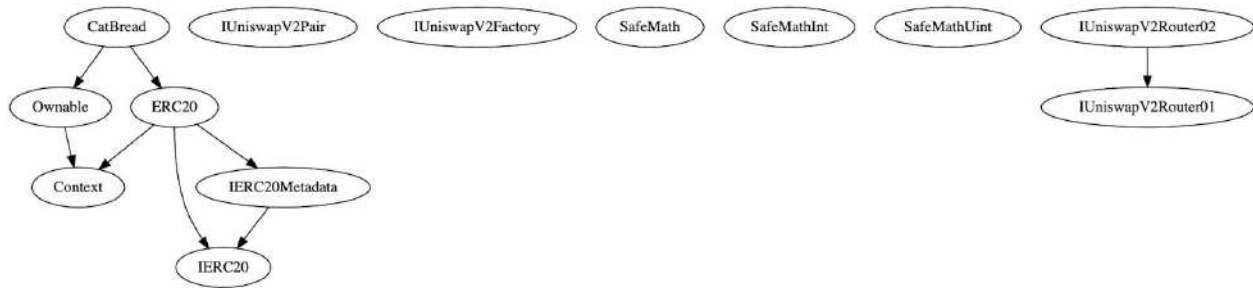 CatBread IUniswapV2Pair IUniswapV2Factory SafeMath SafeMathInt SafeMathUint IUniswapV2Router02
Ownable ERC20 IUniswapV2Router01
Context IERC20Metadata
IERC20